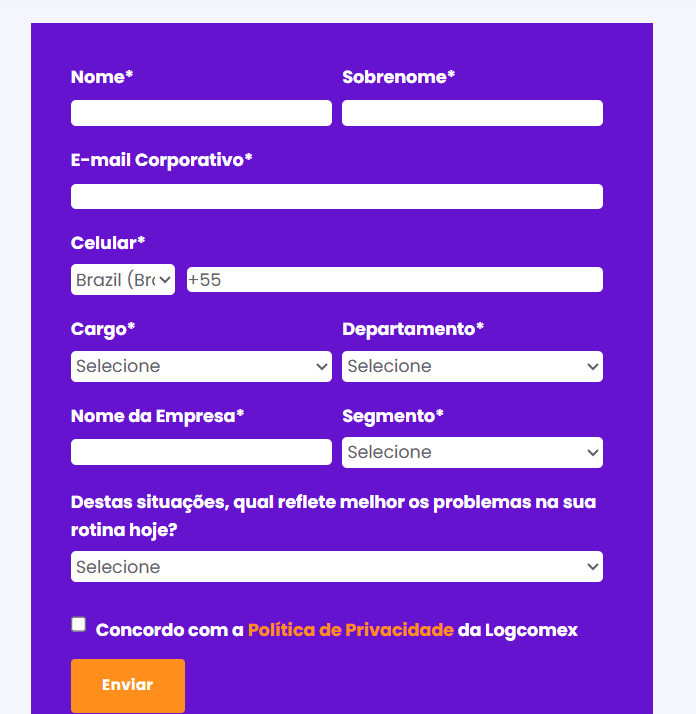 Nome* Sobrenome*
E-mail Corporativo*
Celular*
Brazil (Bra +55
Cargo* Departamento*
Selecione Selecione
Nome da Empresa* Segmento*
Selecione
Destas situações, qual reflete melhor os problemas na sua
rotina hoje?
Selecione
Concordo com a Política de Privacidade da Logcomex
Enviar